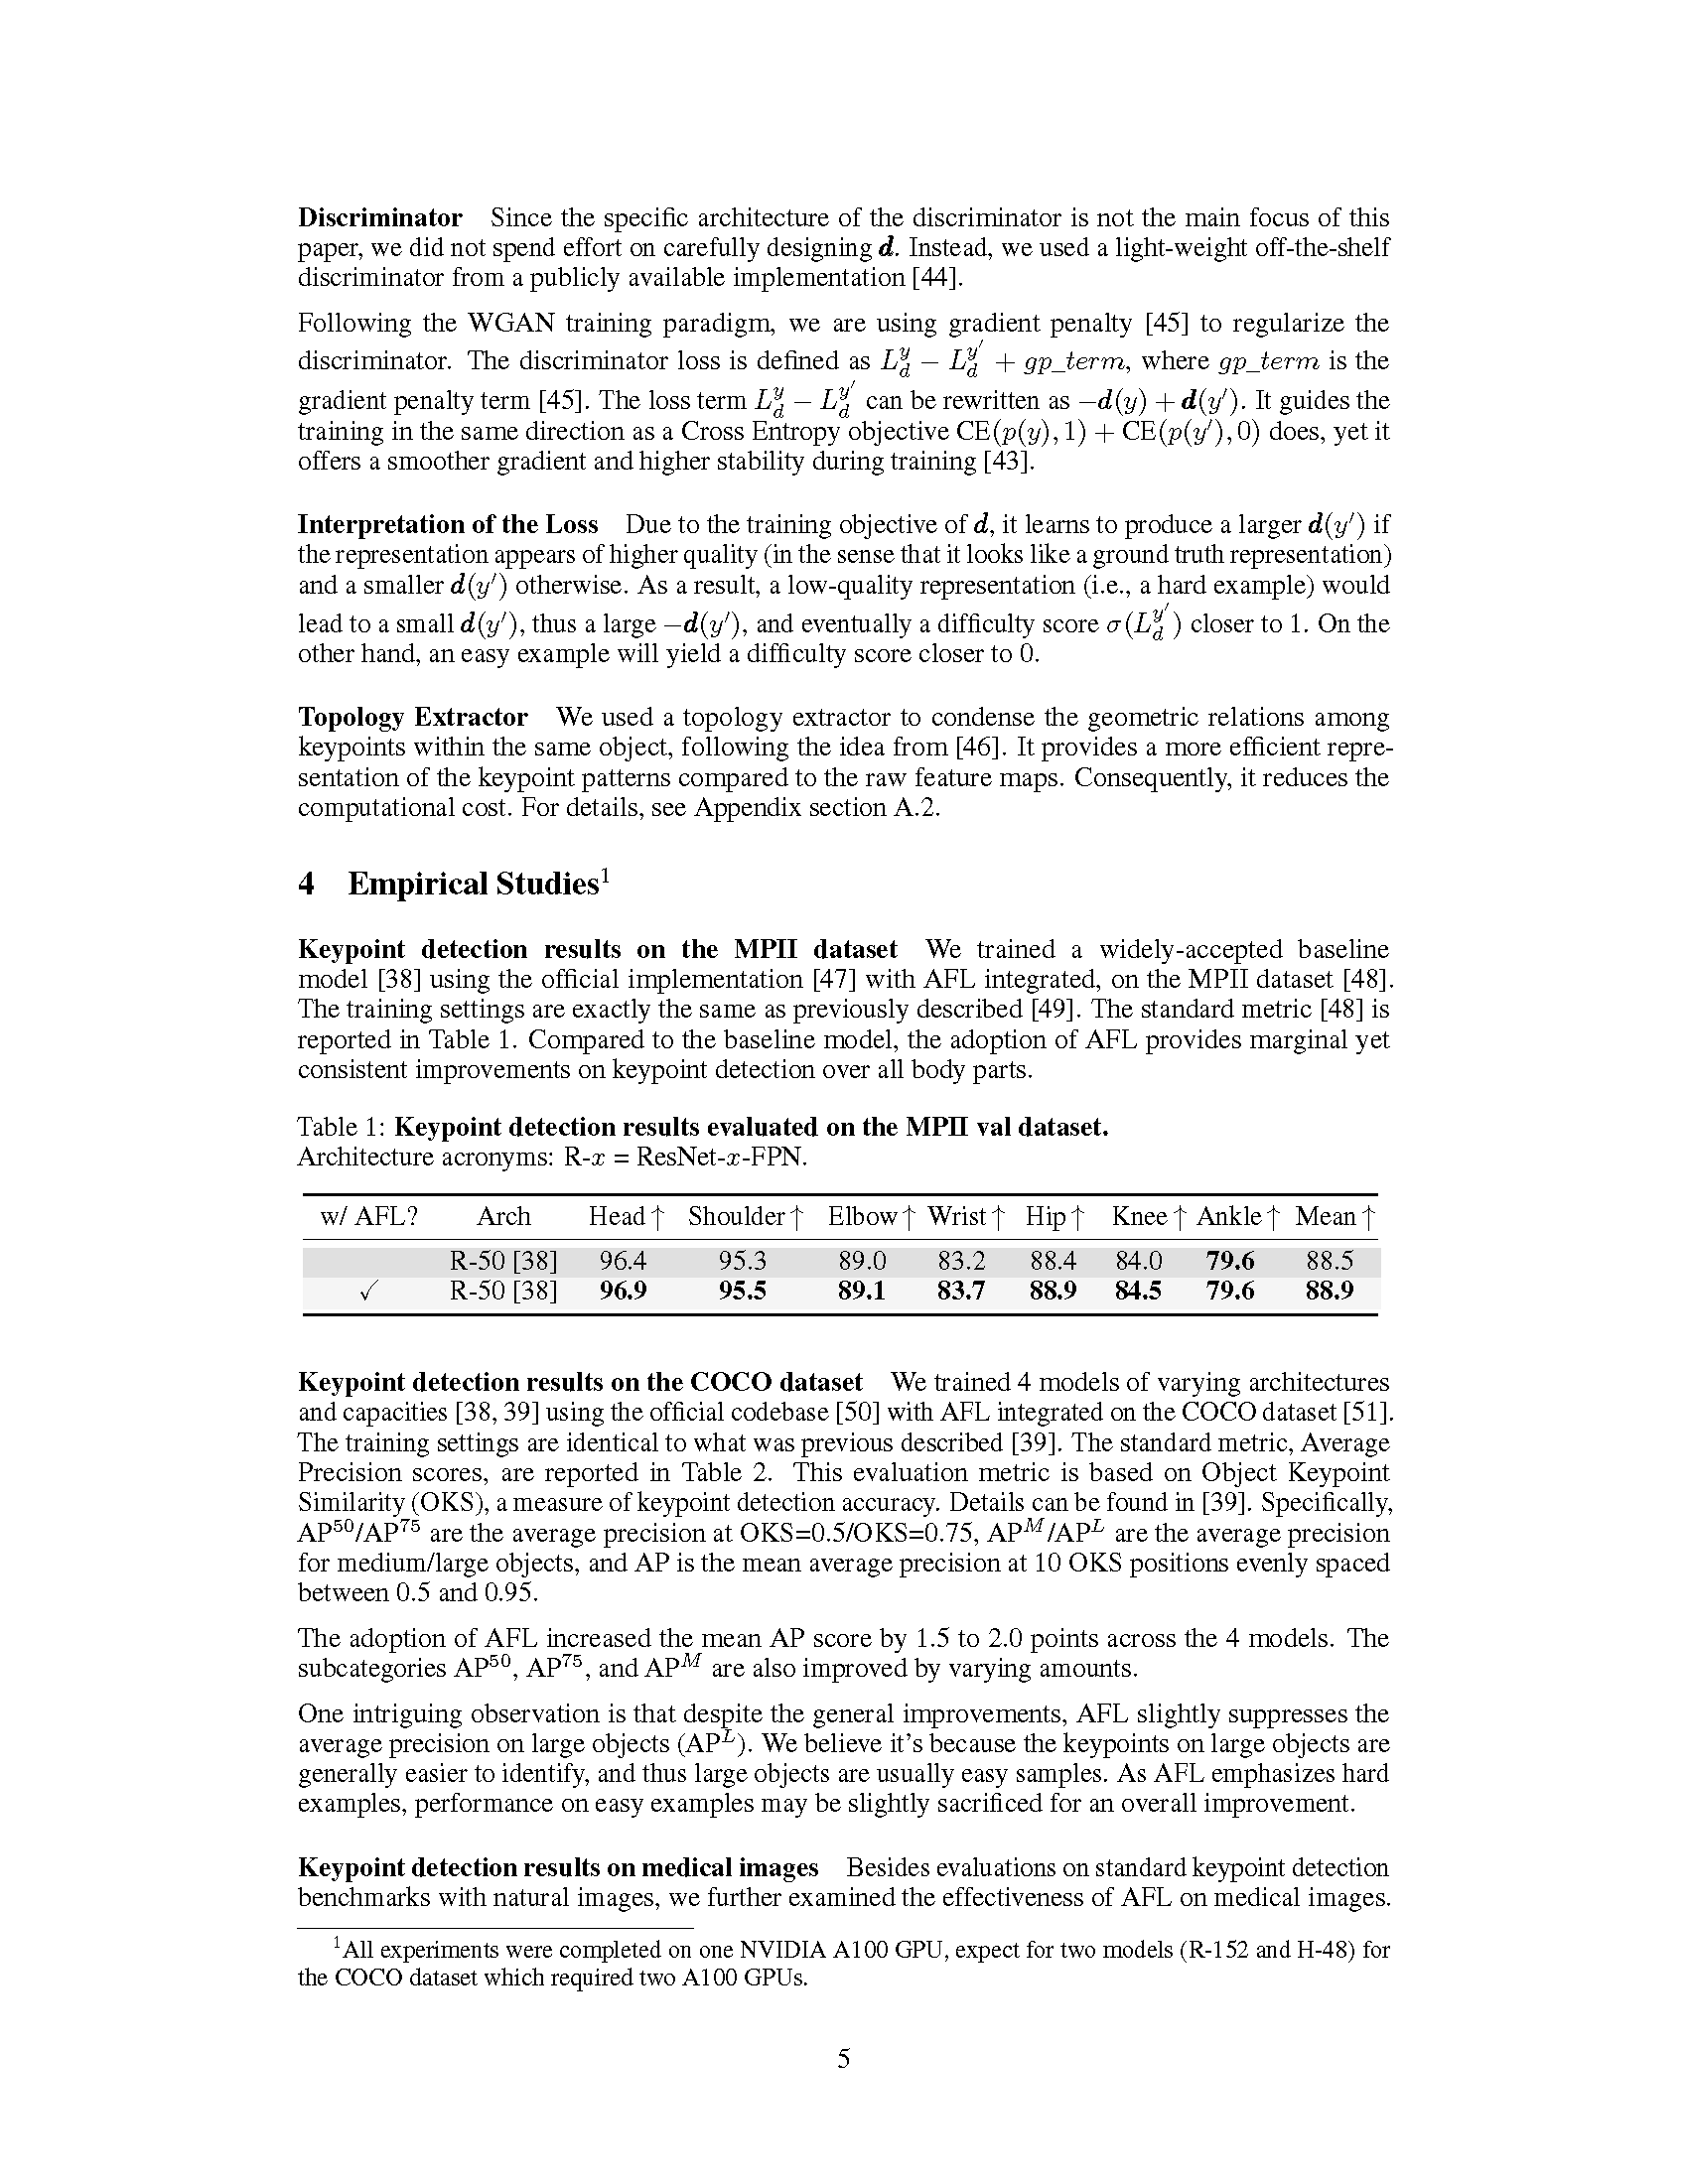 Discriminator Since the specific architecture of the discriminator is not the main focus of this
paper, we did not spend effort on carefully designing d. Instead, we used a light-weight off-the-shelf
discriminator from a publicly available implementation [44].
Following the WGAN training paradigm, we are using gradient penalty [45] to regularize the
discriminator. The discriminator loss is defined as $L_d^y - L_d^{y'} + gp\_term$, where $gp\_term$ is the
gradient penalty term [45]. The loss term $L_d^y - L_d^{y'}$ can be rewritten as $-d(y) + d(y')$. It guides the
training in the same direction as a Cross Entropy objective CE(p(y), 1) + CE(p(y′), 0) does, yet it
offers a smoother gradient and higher stability during training [43].
Interpretation of the Loss Due to the training objective of d, it learns to produce a larger d(y′) if
the representation appears of higher quality (in the sense that it looks like a ground truth representation)
and a smaller d(y′) otherwise. As a result, a low-quality representation (i.e., a hard example) would
lead to a small d(y′), thus a large −d(y′), and eventually a difficulty score $\sigma(L_d^{y'})$ closer to 1. On the
other hand, an easy example will yield a difficulty score closer to 0.
Topology Extractor We used a topology extractor to condense the geometric relations among
keypoints within the same object, following the idea from [46]. It provides a more efficient repre-
sentation of the keypoint patterns compared to the raw feature maps. Consequently, it reduces the
computational cost. For details, see Appendix section A.2.
4 Empirical Studies¹
Keypoint detection results on the MPII dataset We trained a widely-accepted baseline
model [38] using the official implementation [47] with AFL integrated, on the MPII dataset [48].
The training settings are exactly the same as previously described [49]. The standard metric [48] is
reported in Table 1. Compared to the baseline model, the adoption of AFL provides marginal yet
consistent improvements on keypoint detection over all body parts.
Table 1: Keypoint detection results evaluated on the MPII val dataset.
Architecture acronyms: R-x = ResNet-x-FPN.
w/ AFL? Arch Head↑ Shoulder↑ Elbow↑ Wrist↑ Hip↑ Knee↑ Ankle↑ Mean↑
R-50 [38] 96.4 95.3 89.0 83.2 88.4 84.0 79.6 88.5
✓ R-50 [38] 96.9 95.5 89.1 83.7 88.9 84.5 79.6 88.9
Keypoint detection results on the COCO dataset We trained 4 models of varying architectures
and capacities [38, 39] using the official codebase [50] with AFL integrated on the COCO dataset [51].
The training settings are identical to what was previous described [39]. The standard metric, Average
Precision scores, are reported in Table 2. This evaluation metric is based on Object Keypoint
Similarity (OKS), a measure of keypoint detection accuracy. Details can be found in [39]. Specifically,
$AP^{50}/AP^{75}$ are the average precision at OKS=0.5/OKS=0.75, $AP^M/AP^L$ are the average precision
for medium/large objects, and AP is the mean average precision at 10 OKS positions evenly spaced
between 0.5 and 0.95.
The adoption of AFL increased the mean AP score by 1.5 to 2.0 points across the 4 models. The
subcategories $AP^{50}$, $AP^{75}$, and $AP^M$ are also improved by varying amounts.
One intriguing observation is that despite the general improvements, AFL slightly suppresses the
average precision on large objects ($AP^L$). We believe it's because the keypoints on large objects are
generally easier to identify, and thus large objects are usually easy samples. As AFL emphasizes hard
examples, performance on easy examples may be slightly sacrificed for an overall improvement.
Keypoint detection results on medical images Besides evaluations on standard keypoint detection
benchmarks with natural images, we further examined the effectiveness of AFL on medical images.
¹All experiments were completed on one NVIDIA A100 GPU, expect for two models (R-152 and H-48) for
the COCO dataset which required two A100 GPUs.
5